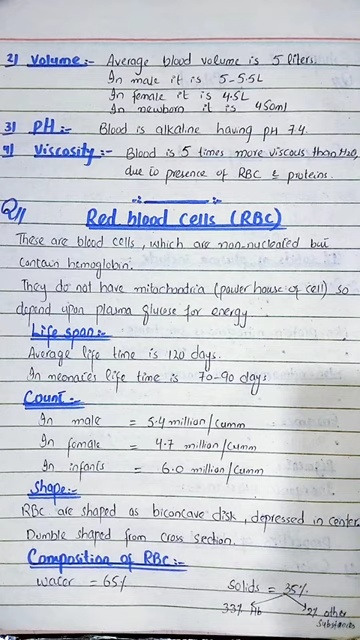 2) Volume:- Average blood volume is 5 liters.
In male it is 5-5.5L
In female it is 4.5L
In newborn it is 450ml
3) PH:- Blood is alkaline having pH 7.4.
4) Viscosity:- Blood is 5 times more viscous than H2O,
due to presence of RBC & proteins.
Q11 Red blood cells (RBC)
These are blood cells, which are non-nucleated but
contain hemoglobin.
They do not have mitochondria (power house of cell) so
depend upon plasma glucose for energy.
Life span:-
Average life time is 120 days.
In neonates life time is 70-90 days.
Count:-
In male = 5.4 million/cumm
In female = 4.7 million/cumm
In infants = 6.0 million/cumm
Shape:-
RBC are shaped as biconcave disk, depressed in center.
Dumble shaped from cross section.
Composition of RBC:-
water = 65%
Solids = 35%
33% Hb
2% other
substances